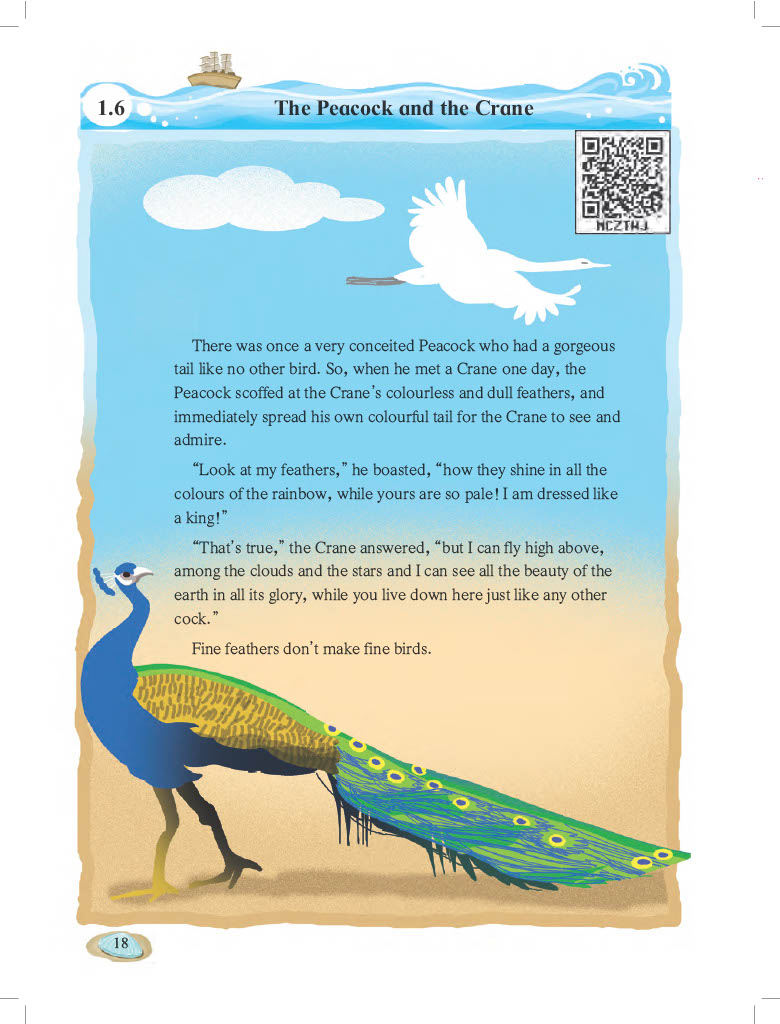 1.6
The Peacock and the Crane
NCZTWJ
There was once a very conceited Peacock who had a gorgeous
tail like no other bird. So, when he met a Crane one day, the
Peacock scoffed at the Crane’s colourless and dull feathers, and
immediately spread his own colourful tail for the Crane to see and
admire.
“Look at my feathers,” he boasted, “how they shine in all the
colours of the rainbow, while yours are so pale! I am dressed like
a king!”
“That’s true,” the Crane answered, “but I can fly high above,
among the clouds and the stars and I can see all the beauty of the
earth in all its glory, while you live down here just like any other
cock.”
Fine feathers don’t make fine birds.
18